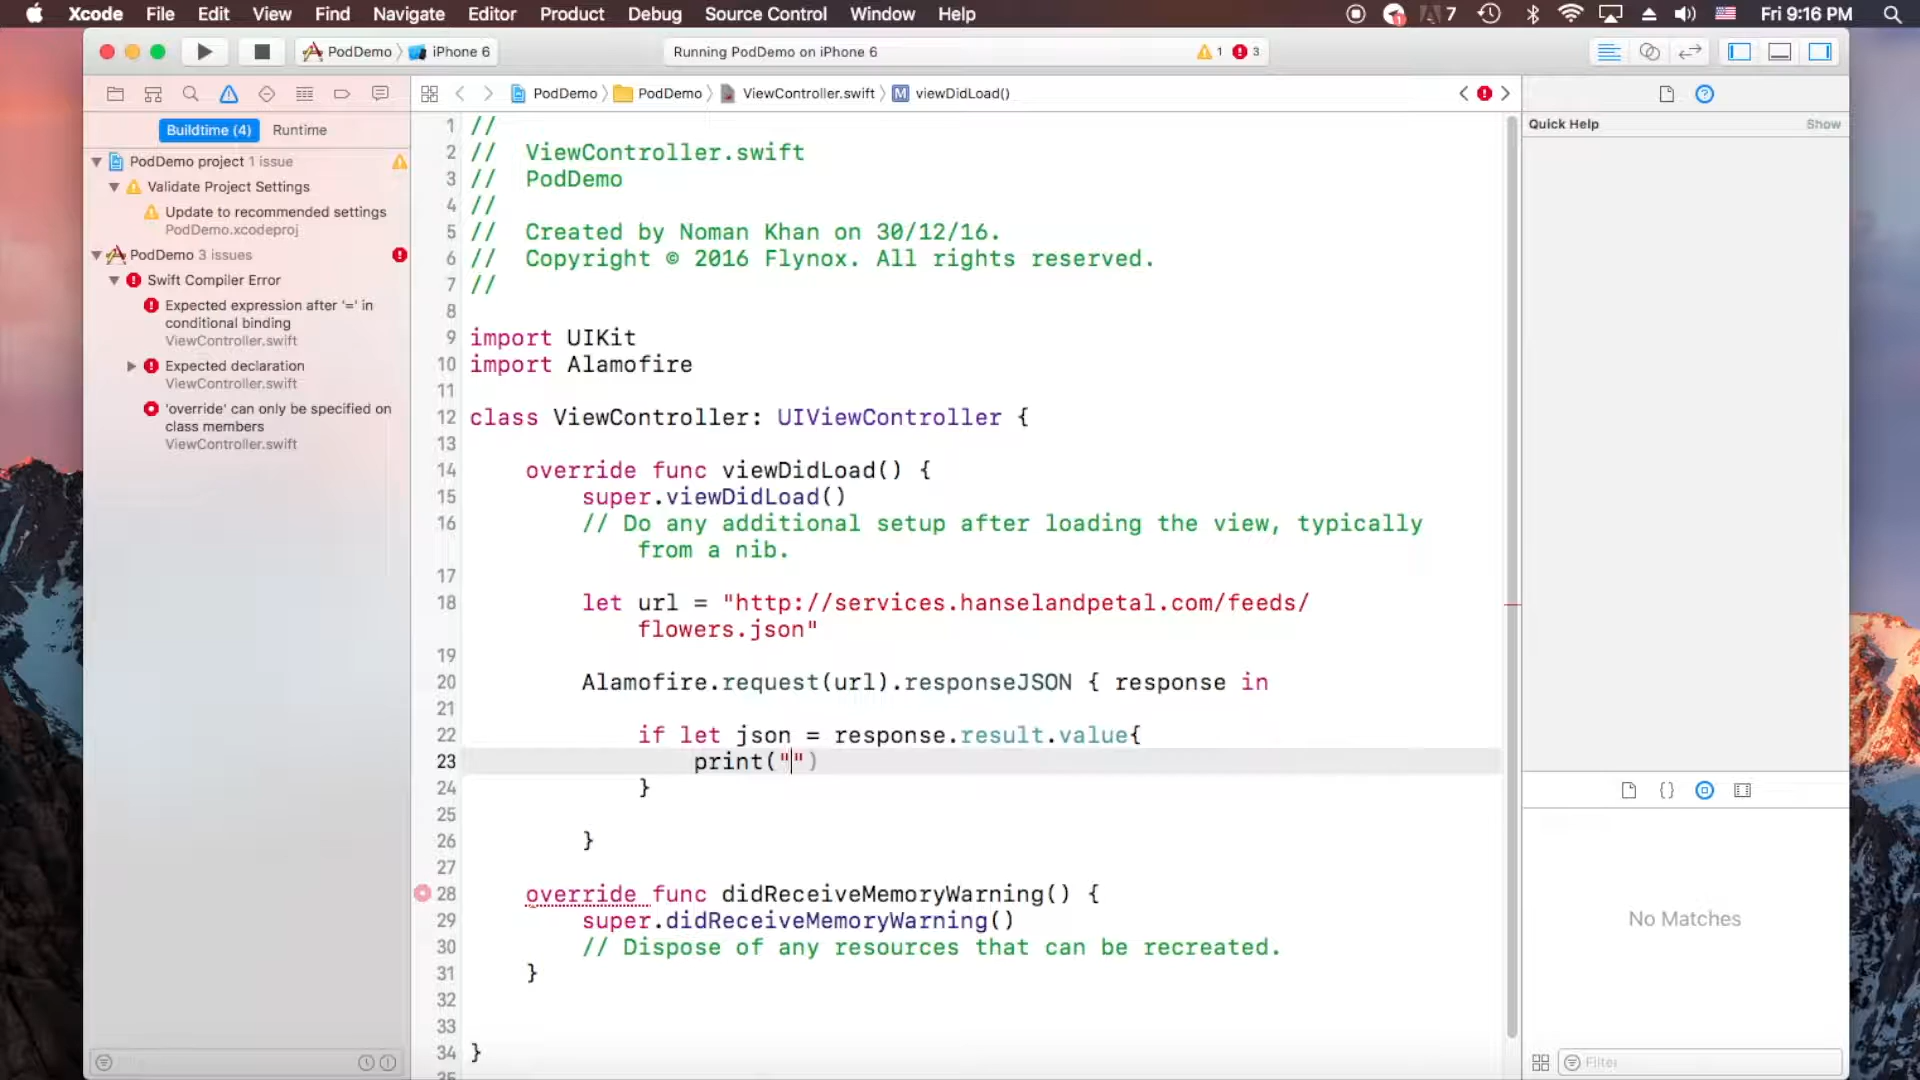 Xcode File Edit View Find Navigate Editor Product Debug Source Control Window Help
1 7 Fri 9:16 PM
PodDemo iPhone 6
Running PodDemo on iPhone 6 1 3
PodDemo PodDemo ViewController.swift M viewDidLoad()
Buildtime (4) Runtime
PodDemo project 1 issue
Validate Project Settings
Update to recommended settings
PodDemo.xcodeproj
PodDemo 3 issues
Swift Compiler Error
Expected expression after '=' in
conditional binding
ViewController.swift
Expected declaration
ViewController.swift
'override' can only be specified on
class members
ViewController.swift
Filter
1 //
2 // ViewController.swift
3 // PodDemo
4 //
5 // Created by Noman Khan on 30/12/16.
6 // Copyright © 2016 Flynox. All rights reserved.
7 //
8
9 import UIKit
10 import Alamofire
11
12 class ViewController: UIViewController {
13
14 override func viewDidLoad() {
15 super.viewDidLoad()
16 // Do any additional setup after loading the view, typically
from a nib.
17
18 let url = "http://services.hanselandpetal.com/feeds/
flowers.json"
19
20 Alamofire.request(url).responseJSON { response in
21
22 if let json = response.result.value{
23 print("")
24 }
25
26 }
27
28 override func didReceiveMemoryWarning() {
29 super.didReceiveMemoryWarning()
30 // Dispose of any resources that can be recreated.
31 }
32
33
34 }
35
Quick Help Show
{}
No Matches
Filter